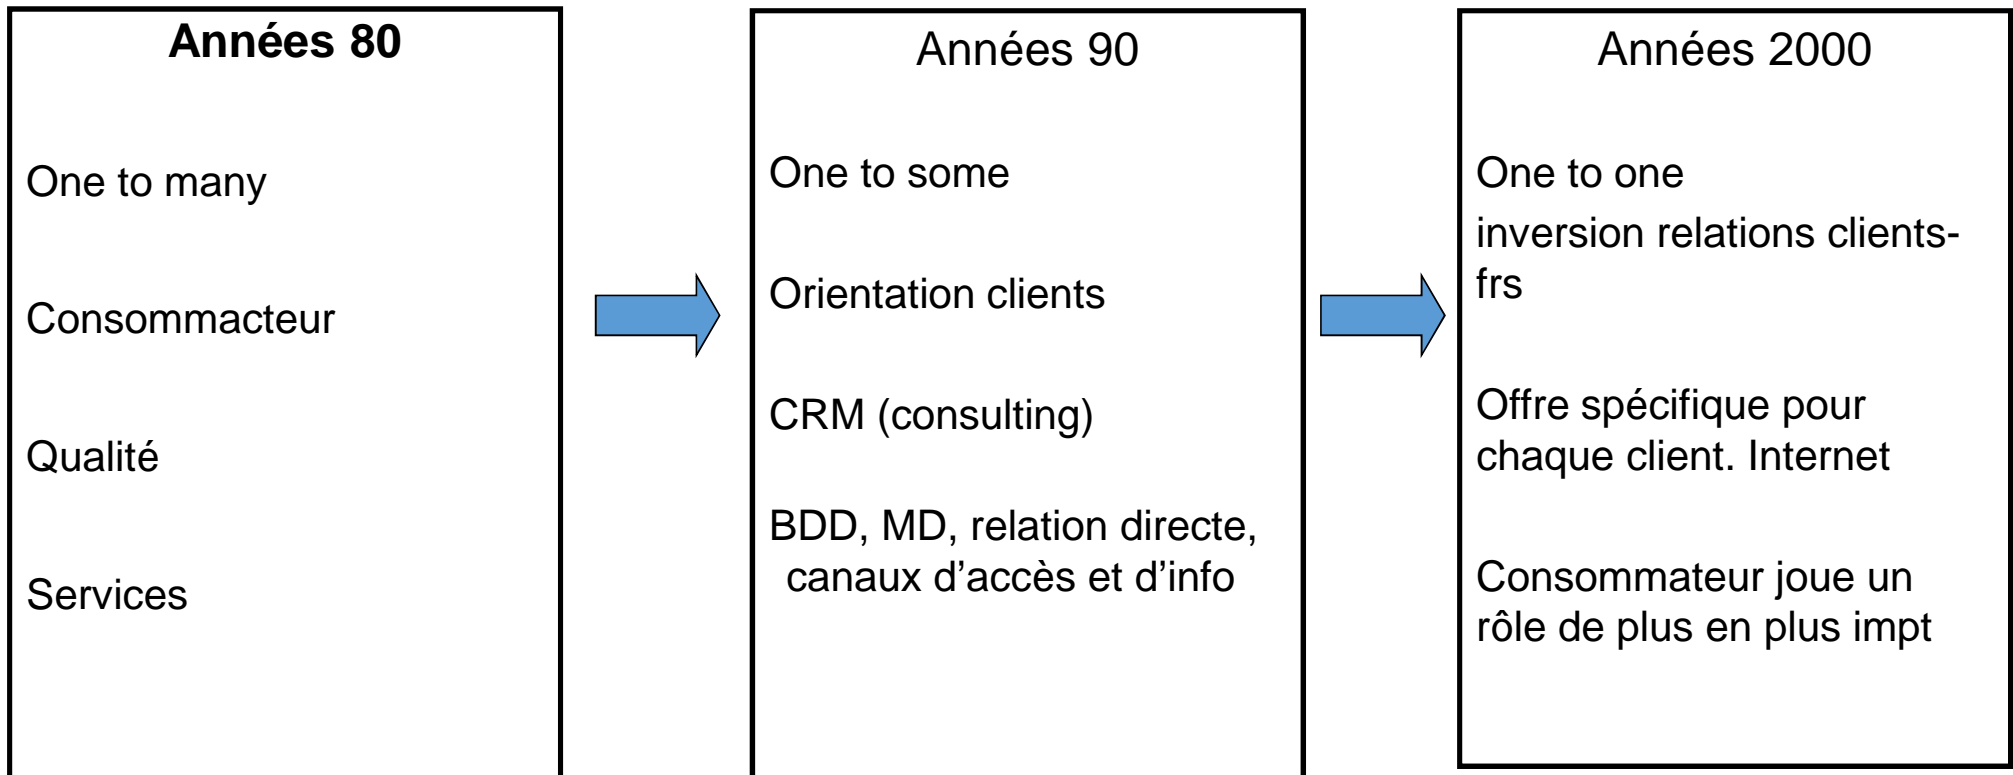 Années 80
One to many
Consommacteur
Qualité
Services
Années 90
One to some
Orientation clients
CRM (consulting)
BDD, MD, relation directe,
canaux d’accès et d’info
Années 2000
One to one
inversion relations clients-
frs
Offre spécifique pour
chaque client. Internet
Consommateur joue un
rôle de plus en plus impt